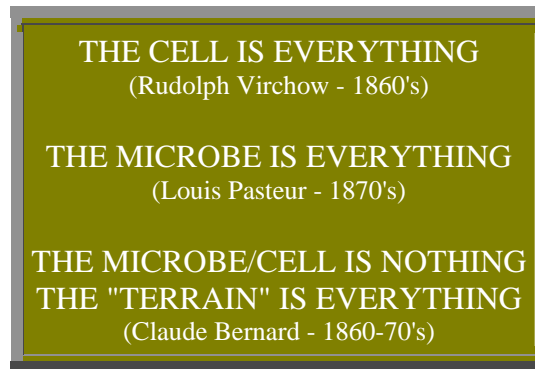 THE CELL IS EVERYTHING
(Rudolph Virchow - 1860's)
THE MICROBE IS EVERYTHING
(Louis Pasteur - 1870's)
THE MICROBE/CELL IS NOTHING
THE "TERRAIN" IS EVERYTHING
(Claude Bernard - 1860-70's)